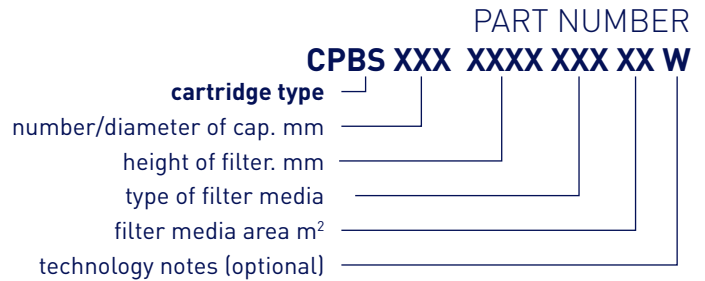 PART NUMBER
CPBS XXX XXXX XXX XX W
cartridge type
number/diameter of cap. mm
height of filter. mm
type of filter media
filter media area m²
technology notes (optional)